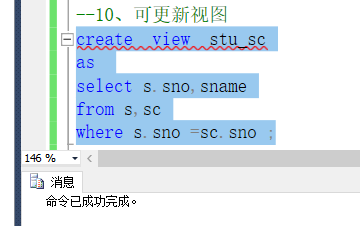 --10、可更新视图
create  view  stu_sc
as
select s.sno,sname
from s,sc
where s.sno =sc.sno ;
146 %
消息
命令已成功完成。